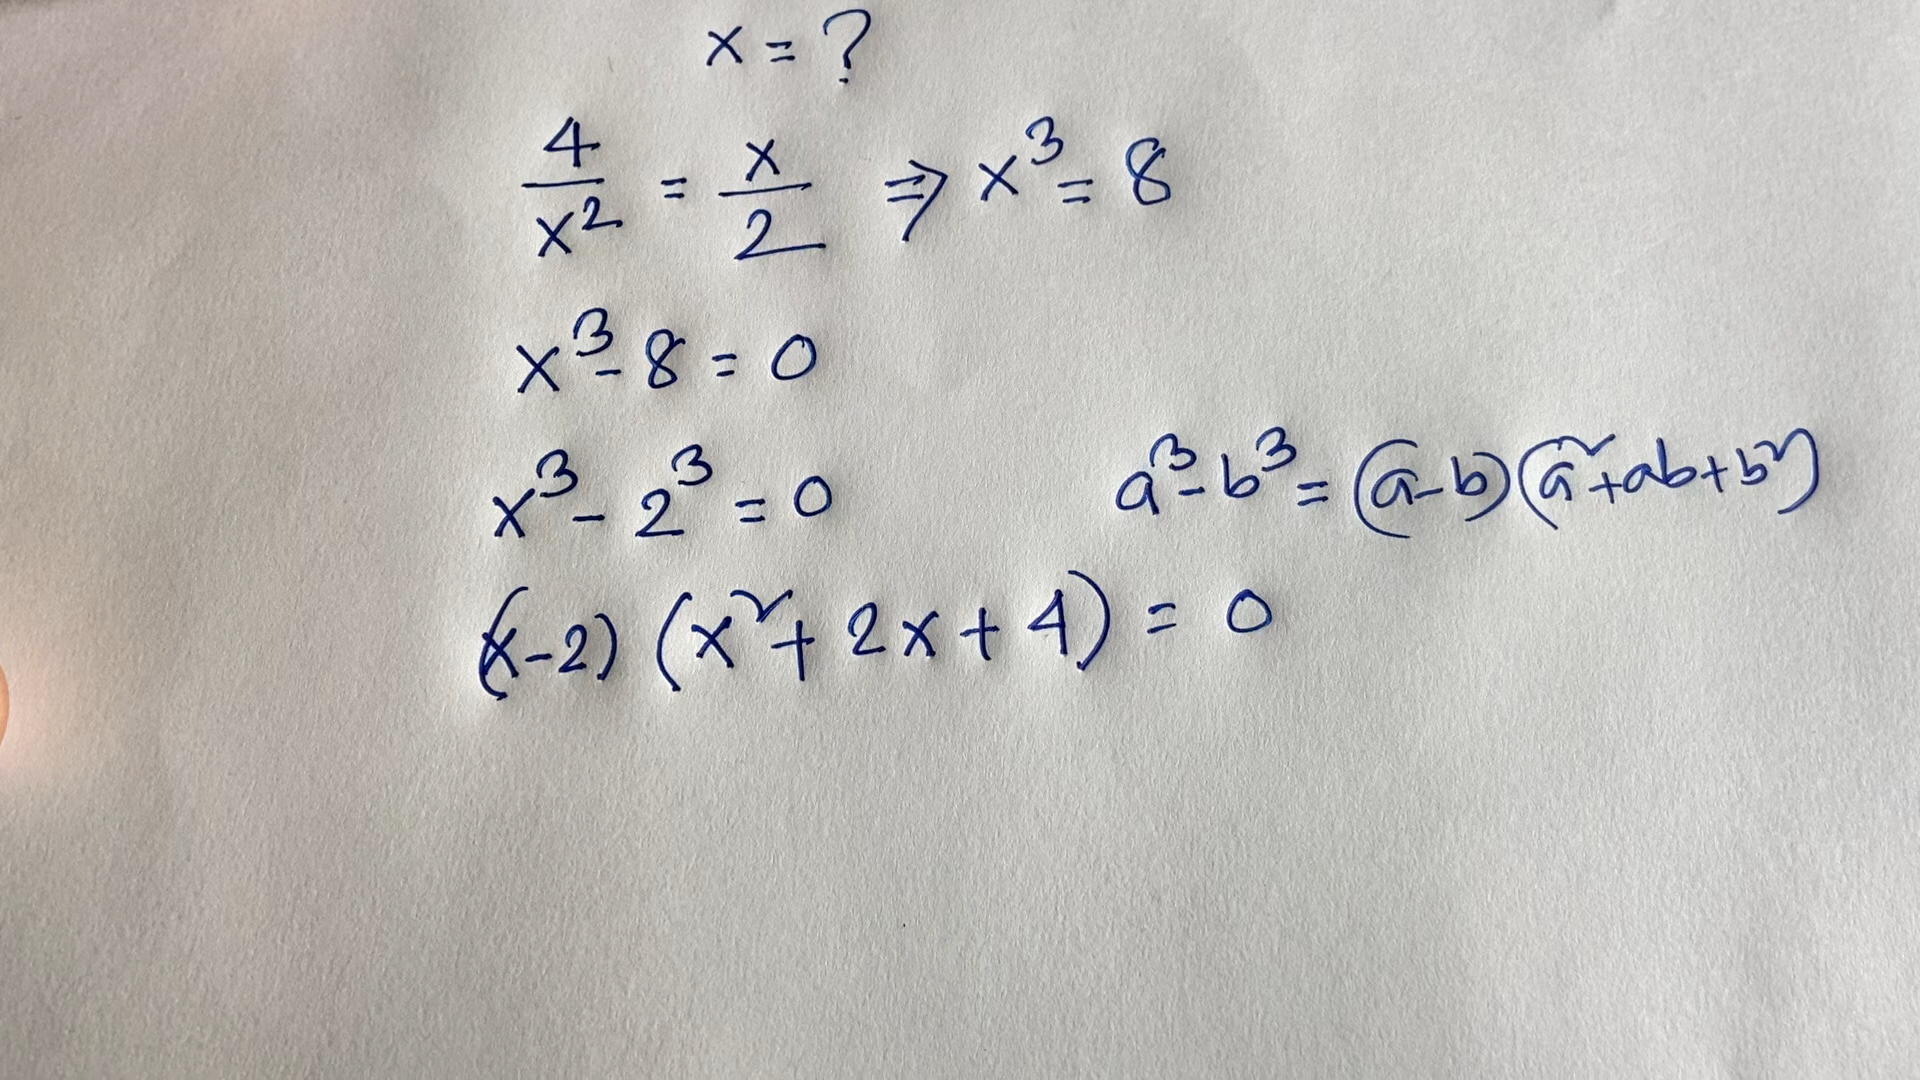 x = ?
4/x² = x/2 ⇒ x³ = 8
x³ - 8 = 0
x³ - 2³ = 0 a³ - b³ = (a-b)(a²+ab+b²)
(x-2) (x² + 2x + 4) = 0